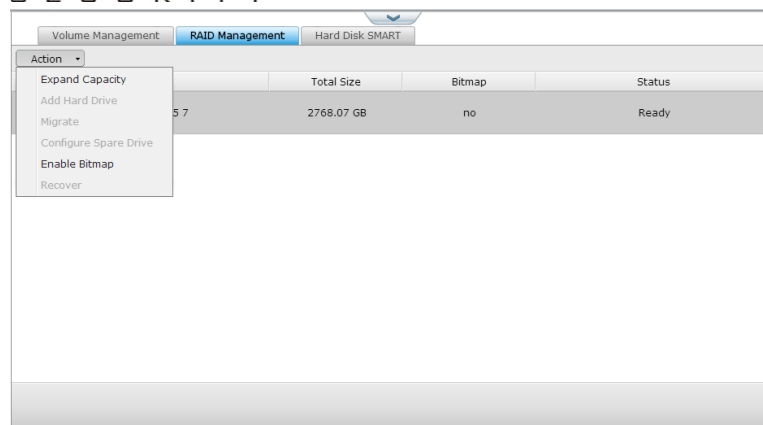 Volume Management RAID Management Hard Disk SMART
Action
Total Size Bitmap Status
Expand Capacity
Add Hard Drive
5 7 2768.07 GB no Ready
Migrate
Configure Spare Drive
Enable Bitmap
Recover